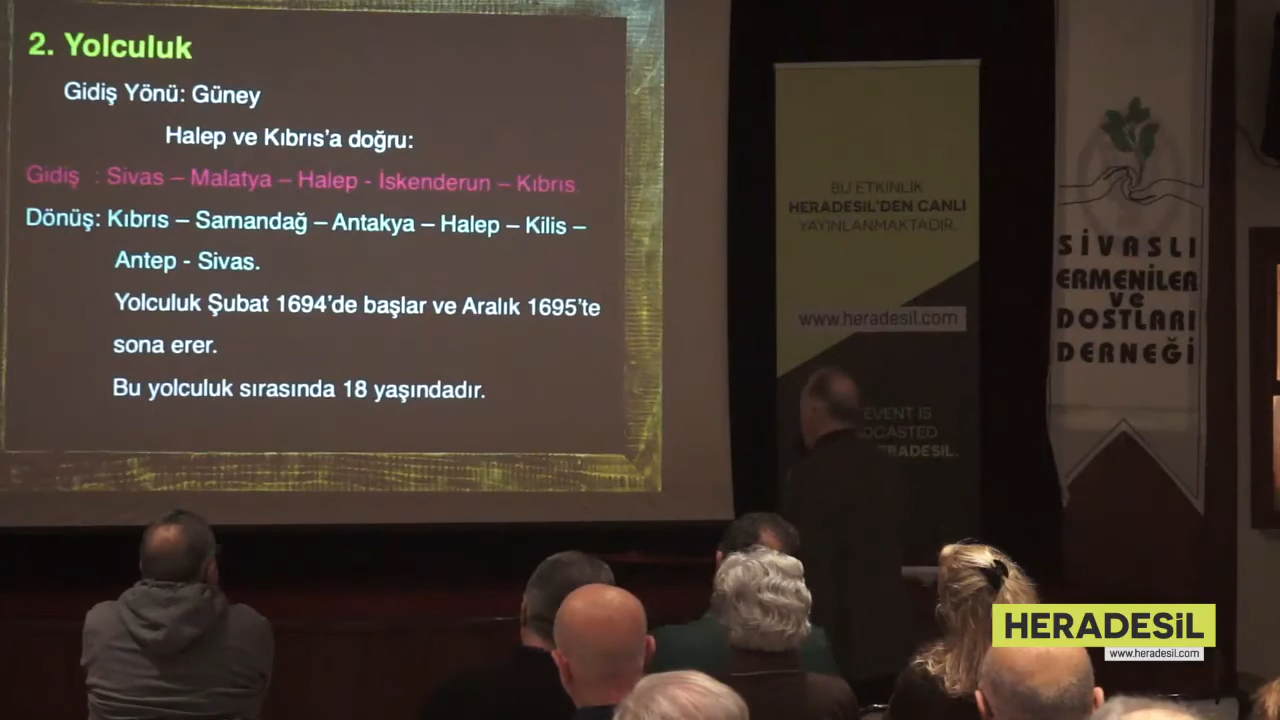 2. Yolculuk
Gidiş Yönü: Güney
Halep ve Kıbrıs’a doğru:
Gidiş : Sivas – Malatya – Halep - İskenderun – Kıbrıs.
Dönüş: Kıbrıs – Samandağ – Antakya – Halep – Kilis –
Antep - Sivas.
Yolculuk Şubat 1694’de başlar ve Aralık 1695’te
sona erer.
Bu yolculuk sırasında 18 yaşındadır.
BU ETKİNLİK
HERADESİL'DEN CANLI
YAYINLANMAKTADIR.
www.heradesil.com
EVENT IS
SİVASLI
ERMENİLER
ve
DOSTLARI
DERNEĞİ
HERADESiL
www.heradesil.com